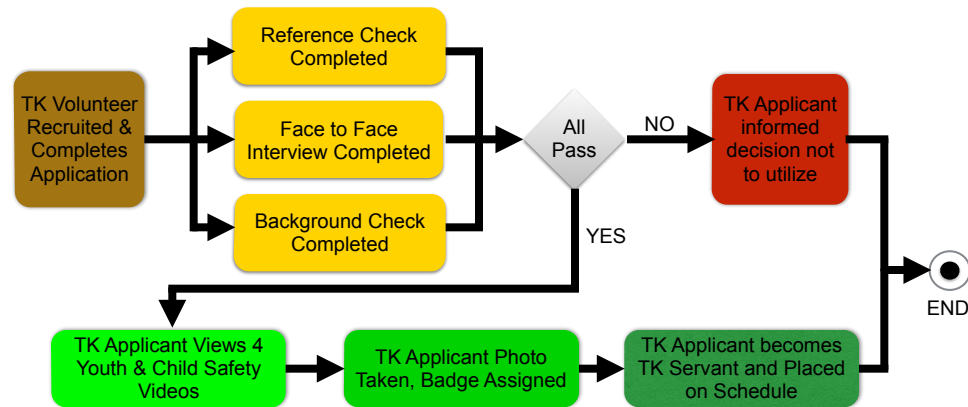 TK Volunteer
Recruited &
Completes
Application
Reference Check
Completed
Face to Face
Interview Completed
Background Check
Completed
All
Pass
NO
YES
TK Applicant
informed
decision not
to utilize
END
TK Applicant Views 4
Youth & Child Safety
Videos
TK Applicant Photo
Taken, Badge Assigned
TK Applicant becomes
TK Servant and Placed
on Schedule